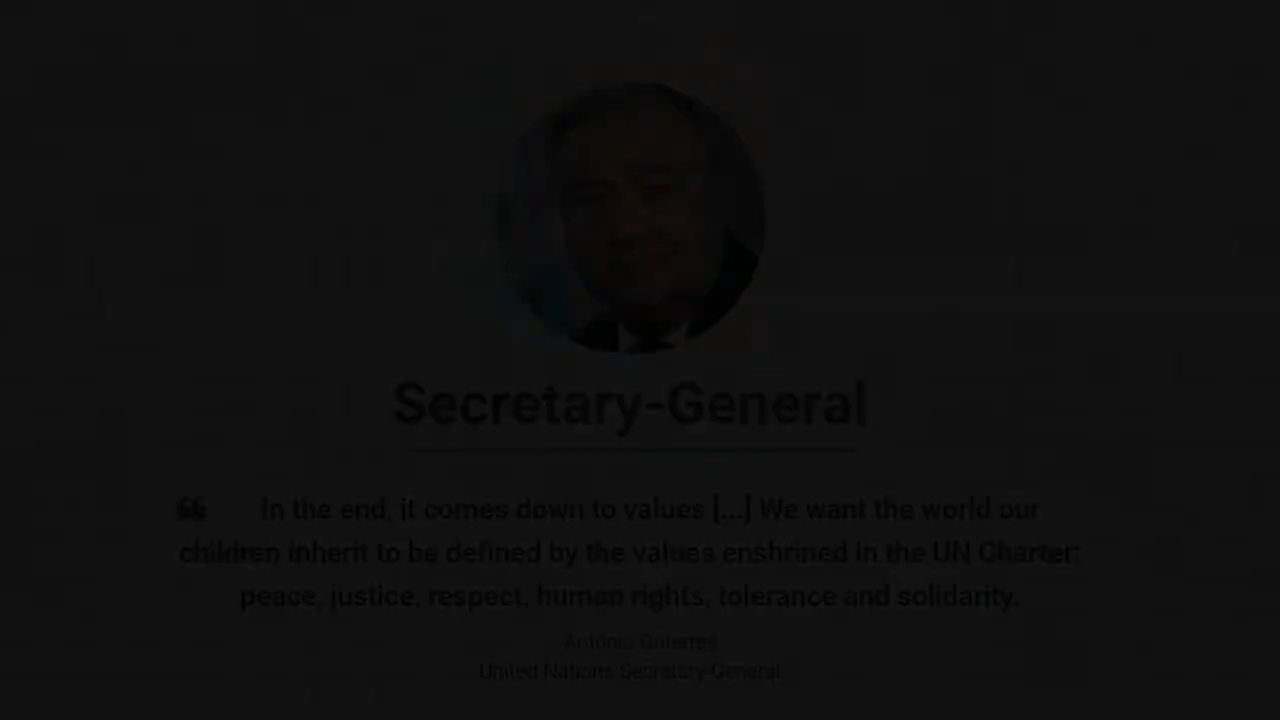 Secretary-General
❝ In the end, it comes down to values [...] We want the world our
children inherit to be defined by the values enshrined in the UN Charter:
peace, justice, respect, human rights, tolerance and solidarity.
António Guterres
United Nations Secretary-General